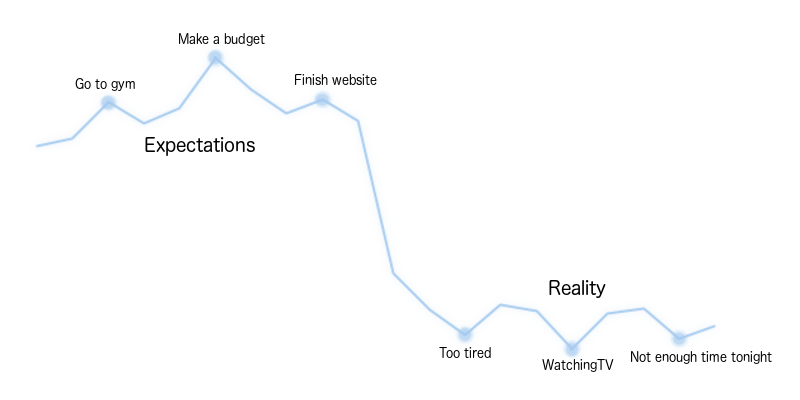 Make a budget
Go to gym
Finish website
Expectations
Reality
Too tired
WatchingTV
Not enough time tonight